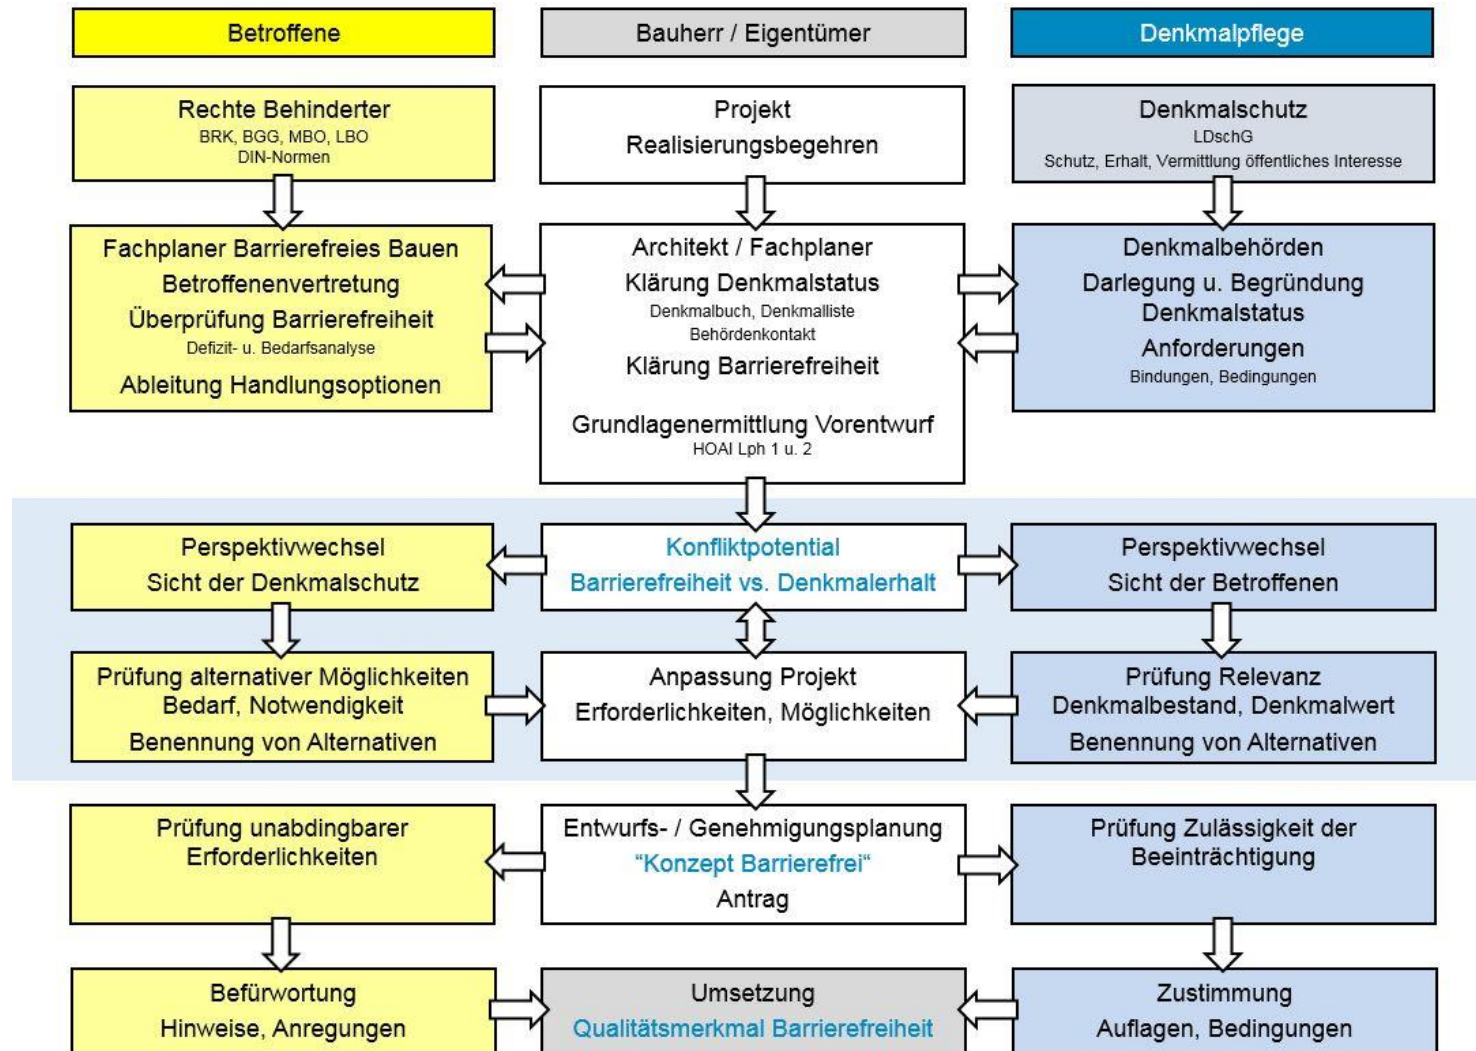 Betroffene
Bauherr / Eigentümer
Denkmalpflege
Rechte Behinderter
BRK, BGG, MBO, LBO
DIN-Normen
Projekt
Realisierungsbegehren
Denkmalschutz
LDschG
Schutz, Erhalt, Vermittlung öffentliches Interesse
Fachplaner Barrierefreies Bauen
Betroffenenvertretung
Überprüfung Barrierefreiheit
Defizit- u. Bedarfsanalyse
Ableitung Handlungsoptionen
Architekt / Fachplaner
Klärung Denkmalstatus
Denkmalbuch, Denkmalliste
Behördenkontakt
Klärung Barrierefreiheit
Grundlagenermittlung Vorentwurf
HOAI Lph 1 u. 2
Denkmalbehörden
Darlegung u. Begründung
Denkmalstatus
Anforderungen
Bindungen, Bedingungen
Perspektivwechsel
Sicht der Denkmalschutz
Konfliktpotential
Barrierefreiheit vs. Denkmalerhalt
Perspektivwechsel
Sicht der Betroffenen
Prüfung alternativer Möglichkeiten
Bedarf, Notwendigkeit
Benennung von Alternativen
Anpassung Projekt
Erforderlichkeiten, Möglichkeiten
Prüfung Relevanz
Denkmalbestand, Denkmalwert
Benennung von Alternativen
Prüfung unabdingbarer
Erforderlichkeiten
Entwurfs- / Genehmigungsplanung
“Konzept Barrierefrei“
Antrag
Prüfung Zulässigkeit der
Beeinträchtigung
Befürwortung
Hinweise, Anregungen
Umsetzung
Qualitätsmerkmal Barrierefreiheit
Zustimmung
Auflagen, Bedingungen